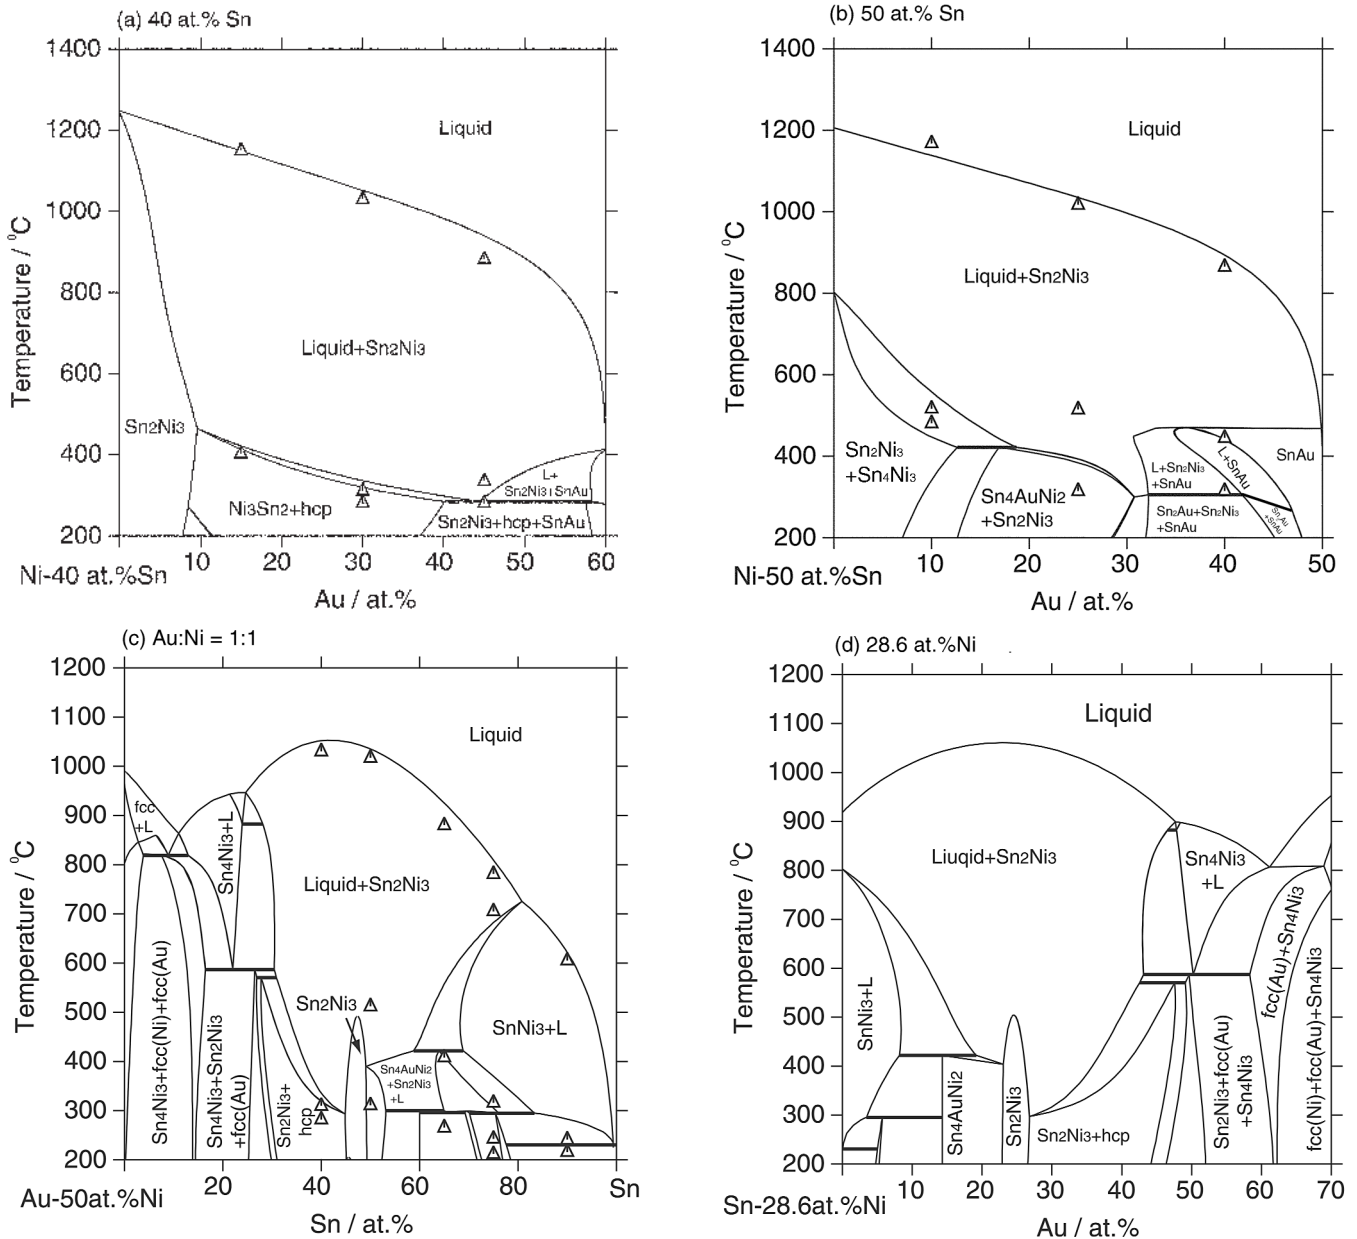 (a) 40 at.% Sn
1400
1200
1000
800
600
400
200
Temperature / ⁰C
Liquid
Liquid+Sn2Ni3
Sn2Ni3
L+
Sn2Ni3+SnAu
Ni3Sn2+hcp
Sn2Ni3+hcp+SnAu
10 20 30 40 50 60
Ni-40 at.%Sn
Au / at.%
(b) 50 at.% Sn
1400
1200
1000
800
600
400
200
Temperature / ⁰C
Liquid
Liquid+Sn2Ni3
Sn2Ni3
+Sn4Ni3
Sn4AuNi2
+Sn2Ni3
L+Sn2Ni3
+SnAu
L+SnAu
SnAu
Sn2Au+Sn2Ni3
+SnAu
Sn2Au
+SnAu
10 20 30 40 50
Ni-50 at.%Sn
Au / at.%
(c) Au:Ni = 1:1
1200
1100
1000
900
800
700
600
500
400
300
200
Temperature / ⁰C
Liquid
fcc
+L
Sn4Ni3+L
Liquid+Sn2Ni3
Sn2Ni3
SnNi3+L
Sn4AuNi2
+Sn2Ni3
+L
Sn4Ni3+fcc(Ni)+fcc(Au)
Sn4Ni3+Sn2Ni3
+fcc(Au)
Sn2Ni3+
hcp
20 40 60 80 Sn
Au-50at.%Ni
Sn / at.%
(d) 28.6 at.%Ni
1200
1100
1000
900
800
700
600
500
400
300
200
Temperature / ⁰C
Liquid
Liuqid+Sn2Ni3
Sn4Ni3
+L
SnNi3+L
Sn4AuNi2
Sn2Ni3
Sn2Ni3+hcp
Sn2Ni3+fcc(Au)
+Sn4Ni3
fcc(Au)+Sn4Ni3
fcc(Ni)+fcc(Au)+Sn4Ni3
10 20 30 40 50 60 70
Sn-28.6at.%Ni
Au / at.%